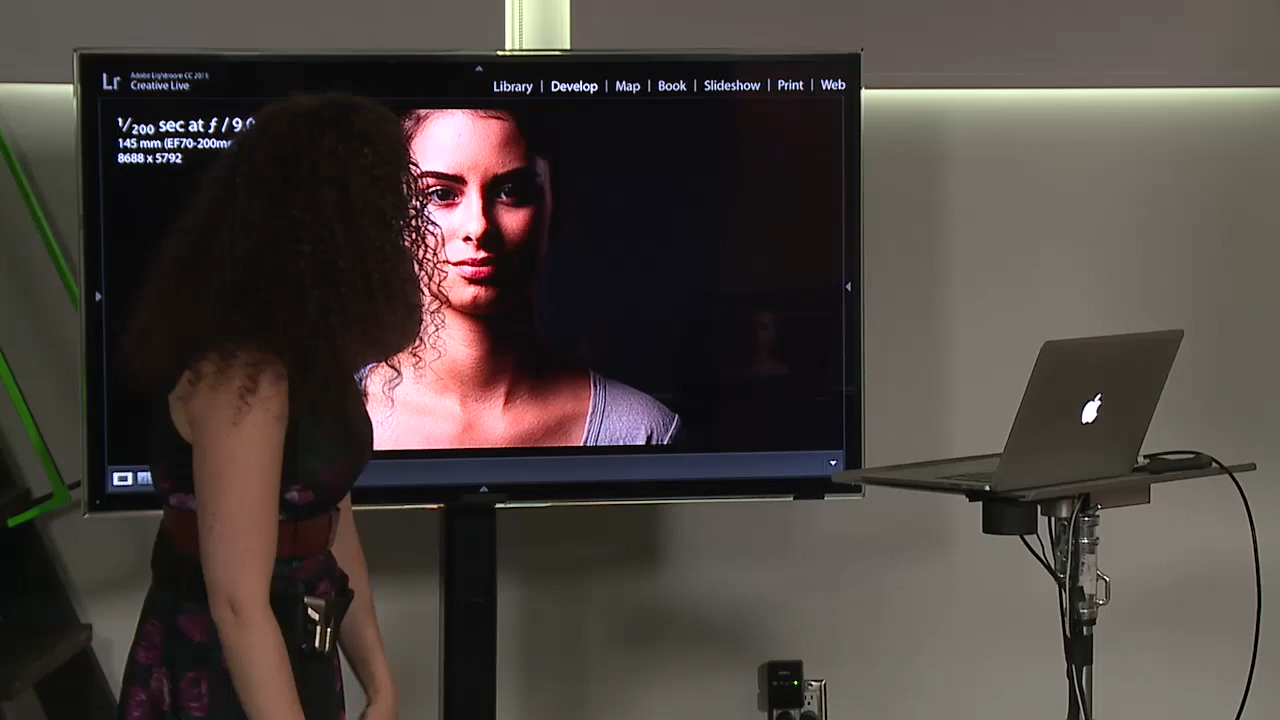 Lr
Adobe Lightroom CC 2015
Creative Live
Library | Develop | Map | Book | Slideshow | Print | Web
1/200 sec at ƒ / 9.0
145 mm (EF70-200mm
8688 x 5792